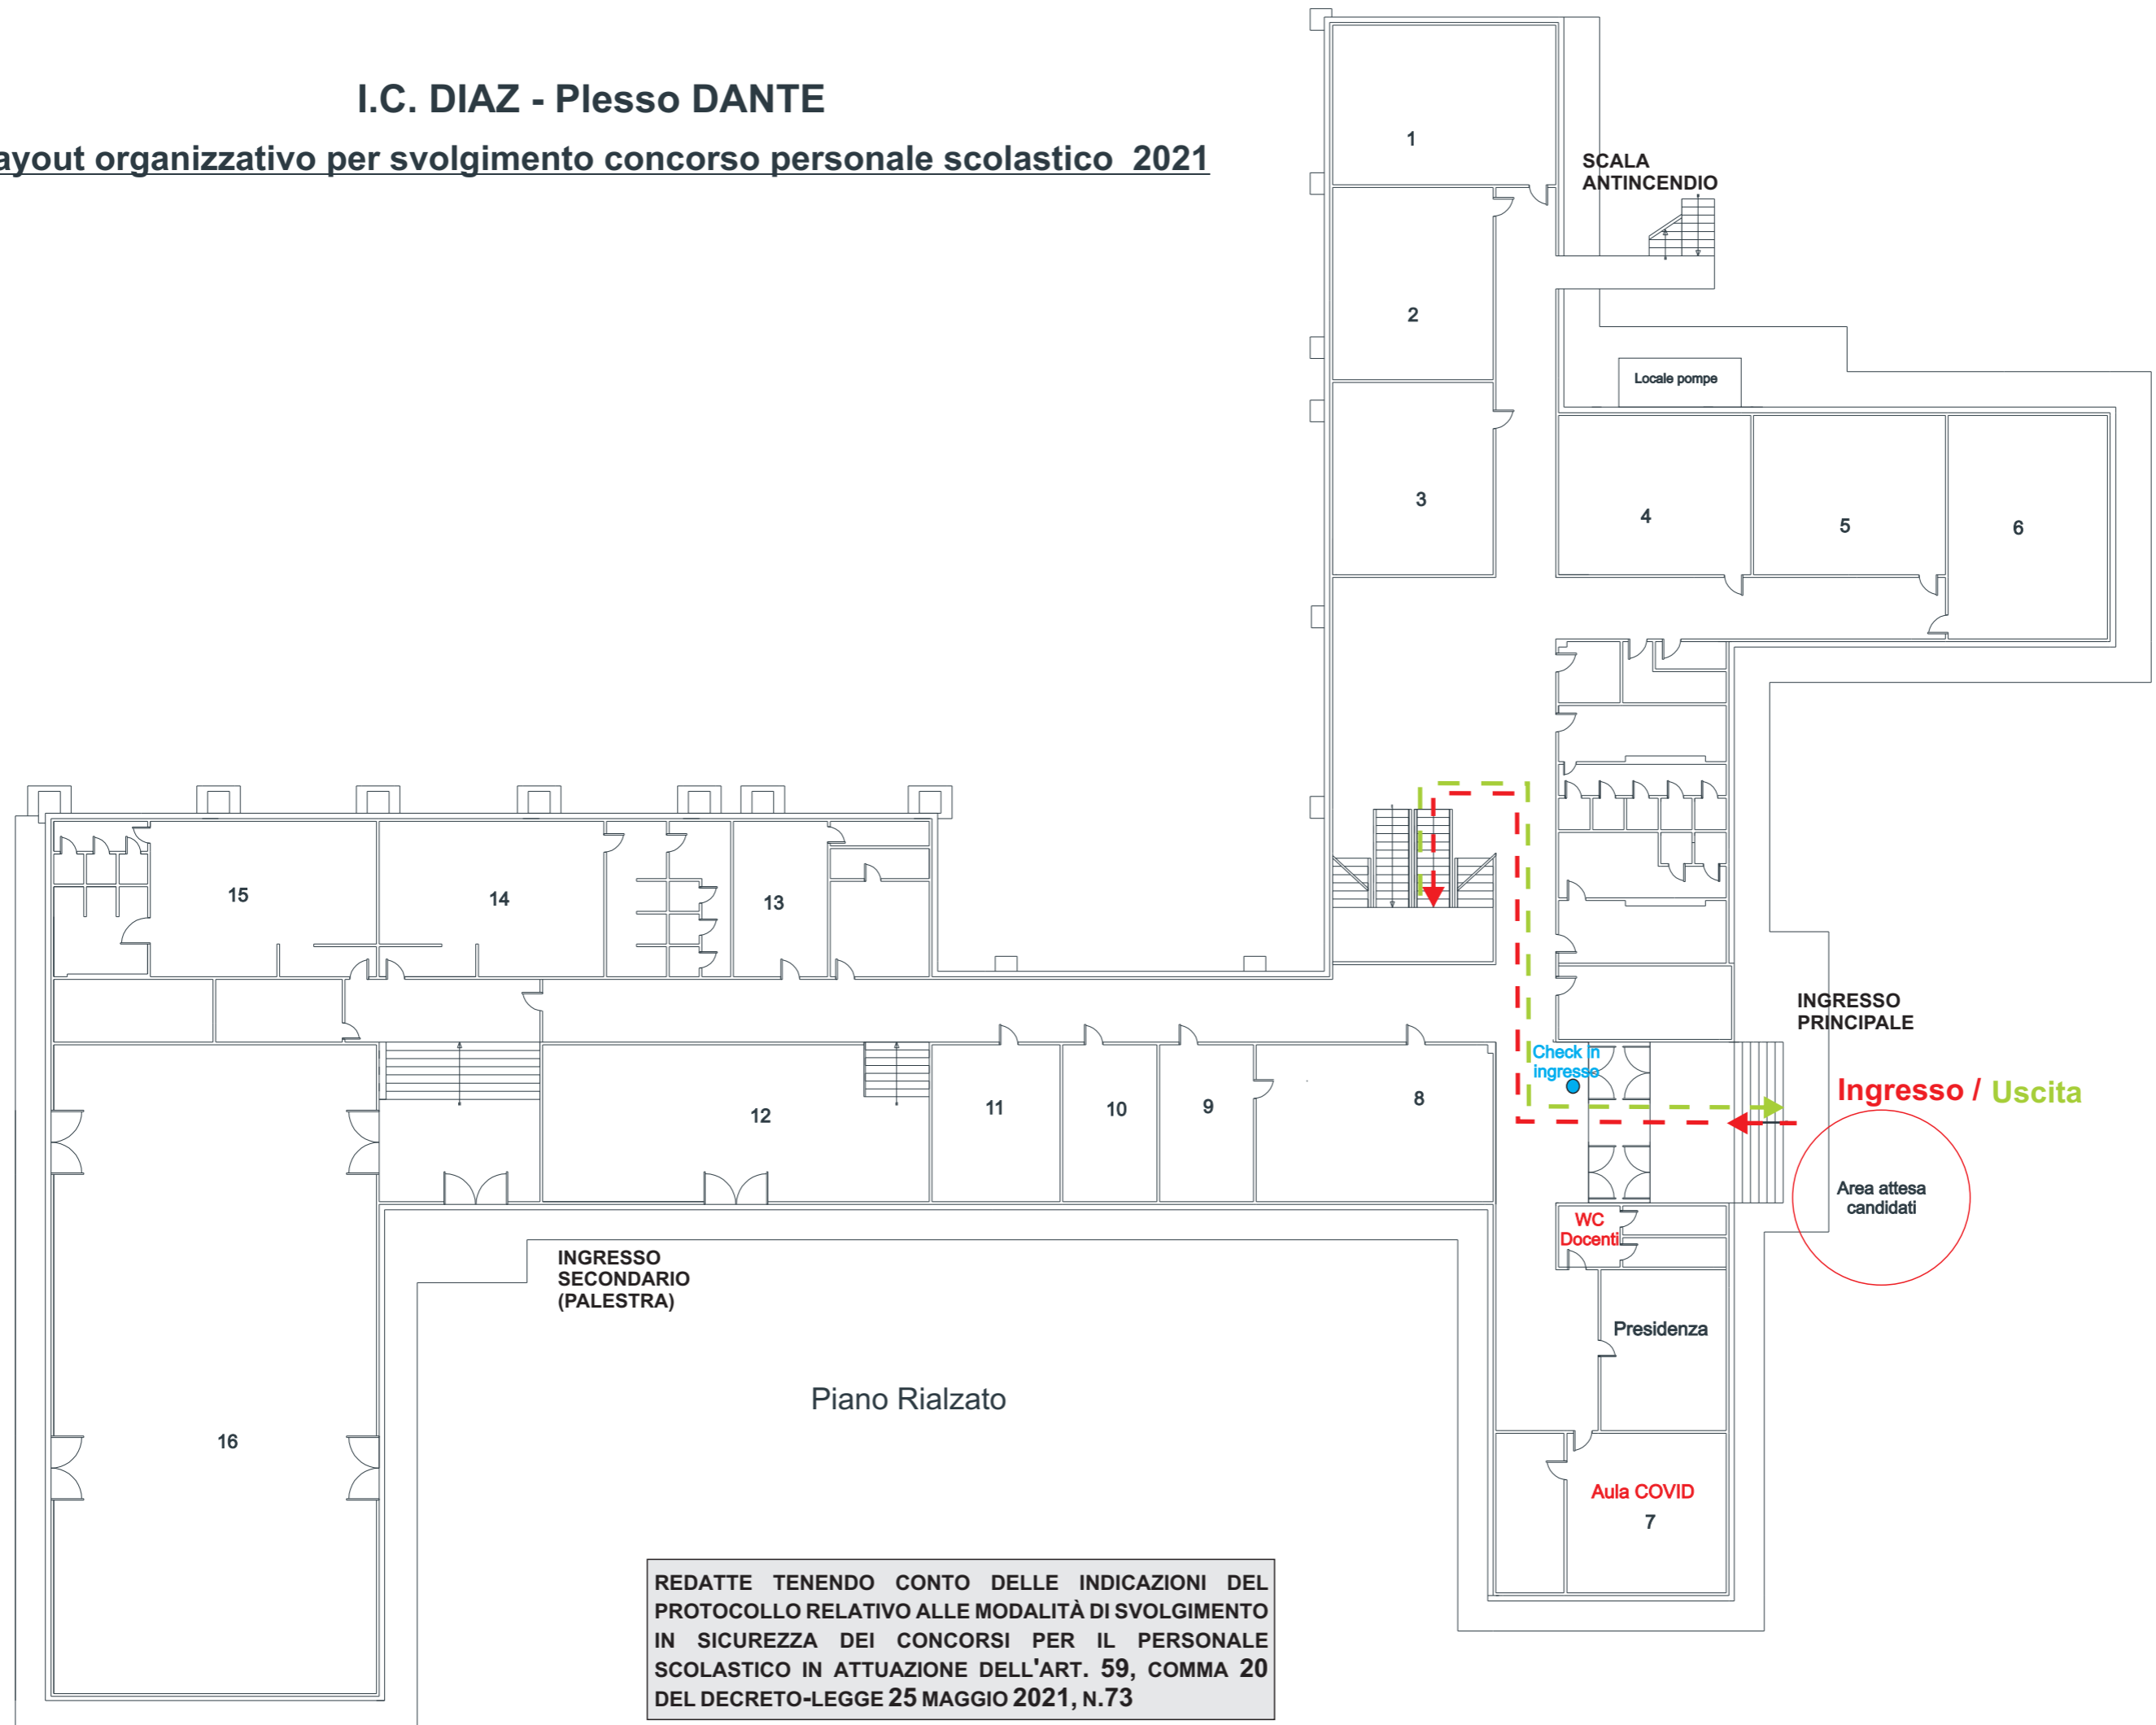 I.C. DIAZ - Plesso DANTE
ayout organizzativo per svolgimento concorso personale scolastico 2021
1
SCALA
ANTINCENDIO
2
Locale pompe
3
4
5
6
15
14
13
INGRESSO
PRINCIPALE
Check in
ingresso
Ingresso / Uscita
12
11
10
9
8
Area attesa
candidati
WC
Docenti
INGRESSO
SECONDARIO
(PALESTRA)
Presidenza
Piano Rialzato
16
Aula COVID
7
REDATTE TENENDO CONTO DELLE INDICAZIONI DEL
PROTOCOLLO RELATIVO ALLE MODALITÀ DI SVOLGIMENTO
IN SICUREZZA DEI CONCORSI PER IL PERSONALE
SCOLASTICO IN ATTUAZIONE DELL'ART. 59, COMMA 20
DEL DECRETO-LEGGE 25 MAGGIO 2021, N.73